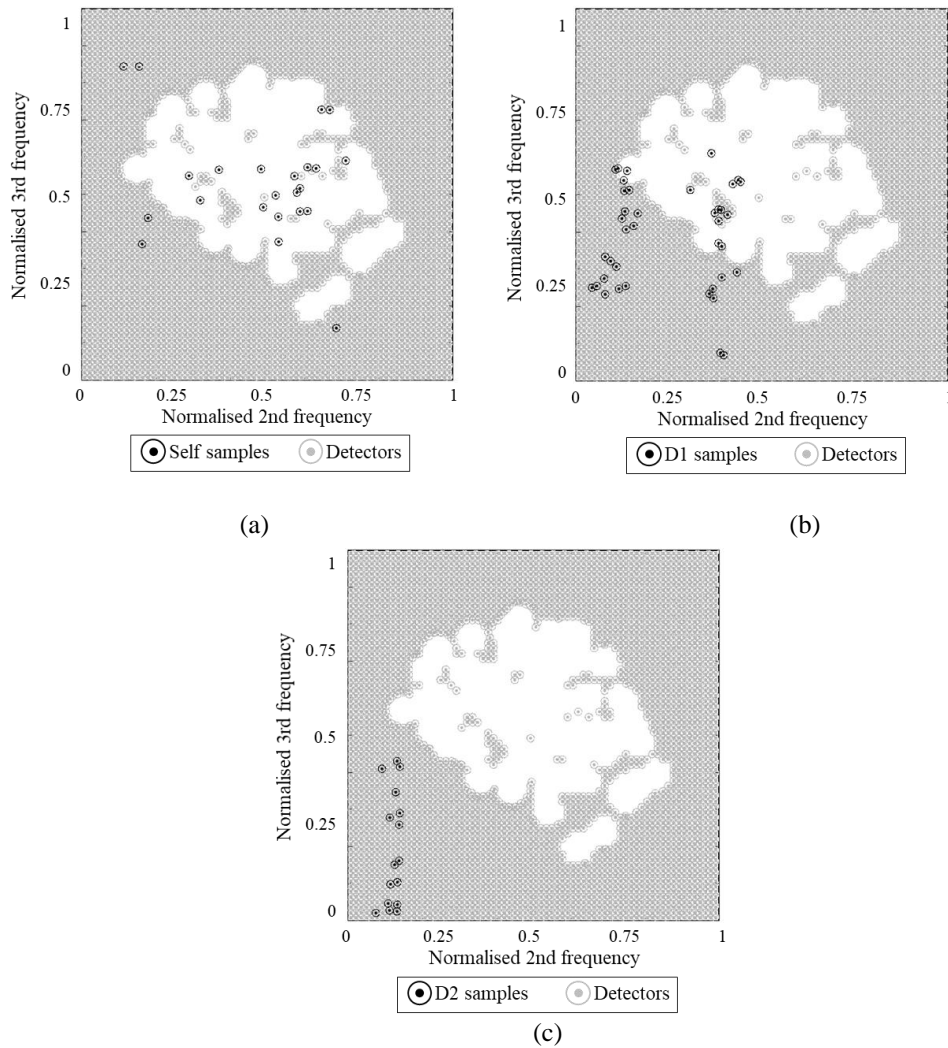 1
0.75
0.5
0.25
0
Normalised 3rd frequency
0 0.25 0.5 0.75 1
Normalised 2nd frequency
Self samples Detectors
(a)
1
0.75
0.5
0.25
0
Normalised 3rd frequency
0 0.25 0.5 0.75 1
Normalised 2nd frequency
D1 samples Detectors
(b)
1
0.75
0.5
0.25
0
Normalised 3rd frequency
0 0.25 0.5 0.75 1
Normalised 2nd frequency
D2 samples Detectors
(c)